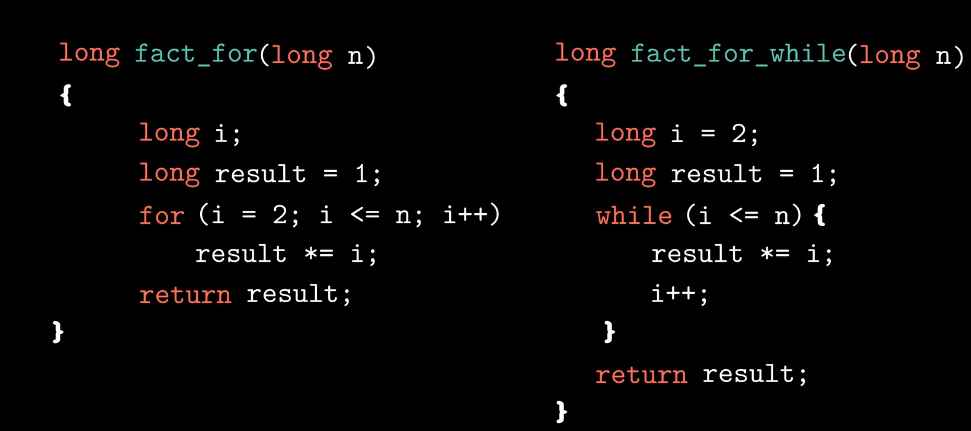 long fact_for(long n)
{
long i;
long result = 1;
for (i = 2; i <= n; i++)
result *= i;
return result;
}
long fact_for_while(long n)
{
long i = 2;
long result = 1;
while (i <= n) {
result *= i;
i++;
}
return result;
}